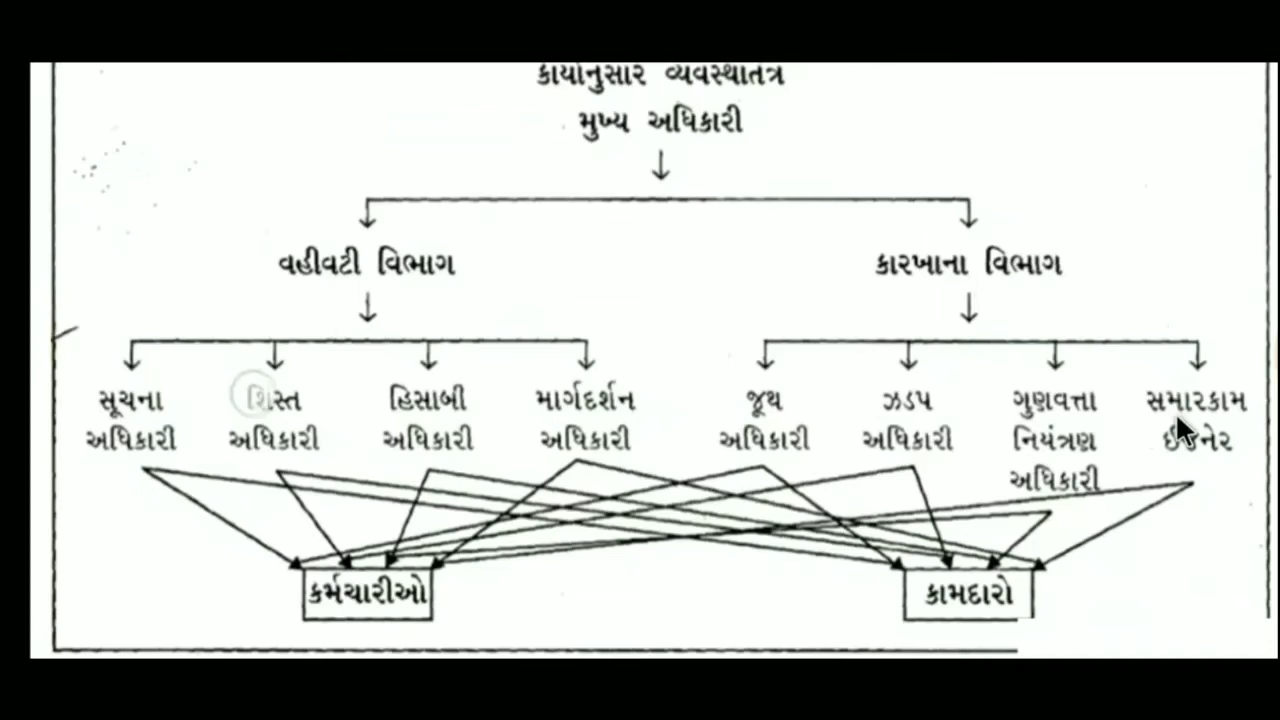 કાર્યાનુસાર વ્યવસ્થાતંત્ર
મુખ્ય અધિકારી
વહીવટી વિભાગ કારખાના વિભાગ
સૂચના શિસ્ત હિસાબી માર્ગદર્શન જૂથ ઝડપ ગુણવત્તા સમારકામ
અધિકારી અધિકારી અધિકારી અધિકારી અધિકારી અધિકારી નિયંત્રણ
અધિકારી
કર્મચારીઓ કામદારો